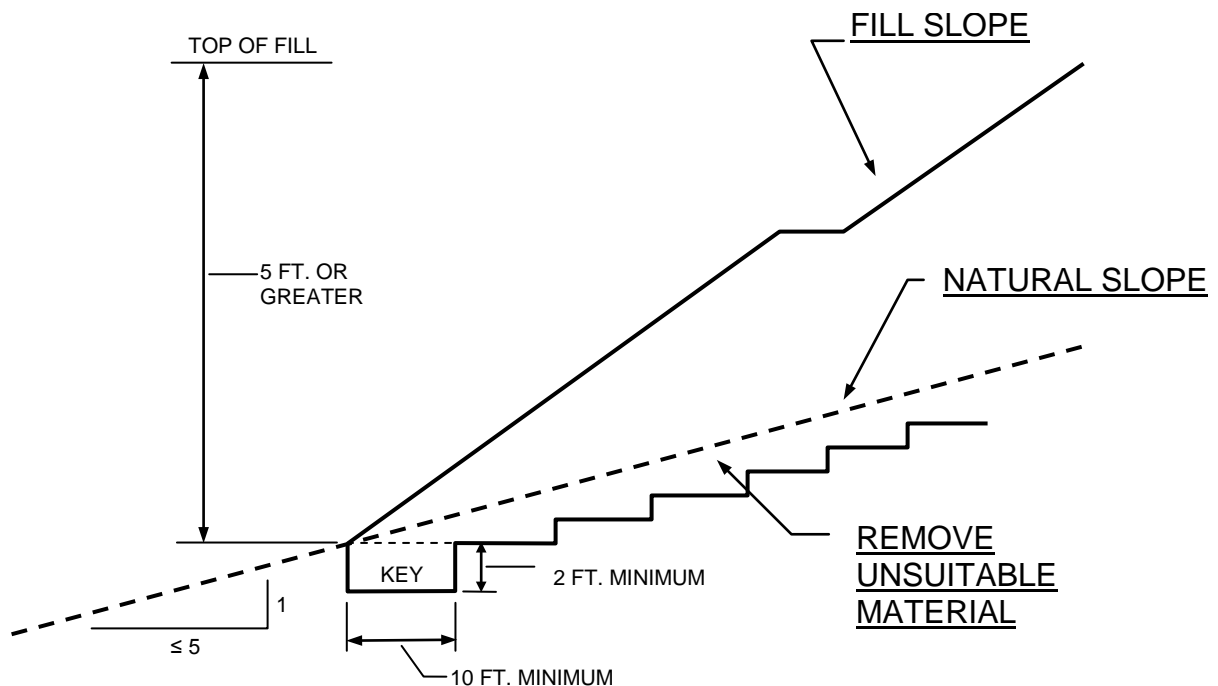 FILL SLOPE
TOP OF FILL
5 FT. OR
GREATER
NATURAL SLOPE
REMOVE
UNSUITABLE
MATERIAL
KEY
2 FT. MINIMUM
1
≤ 5
10 FT. MINIMUM